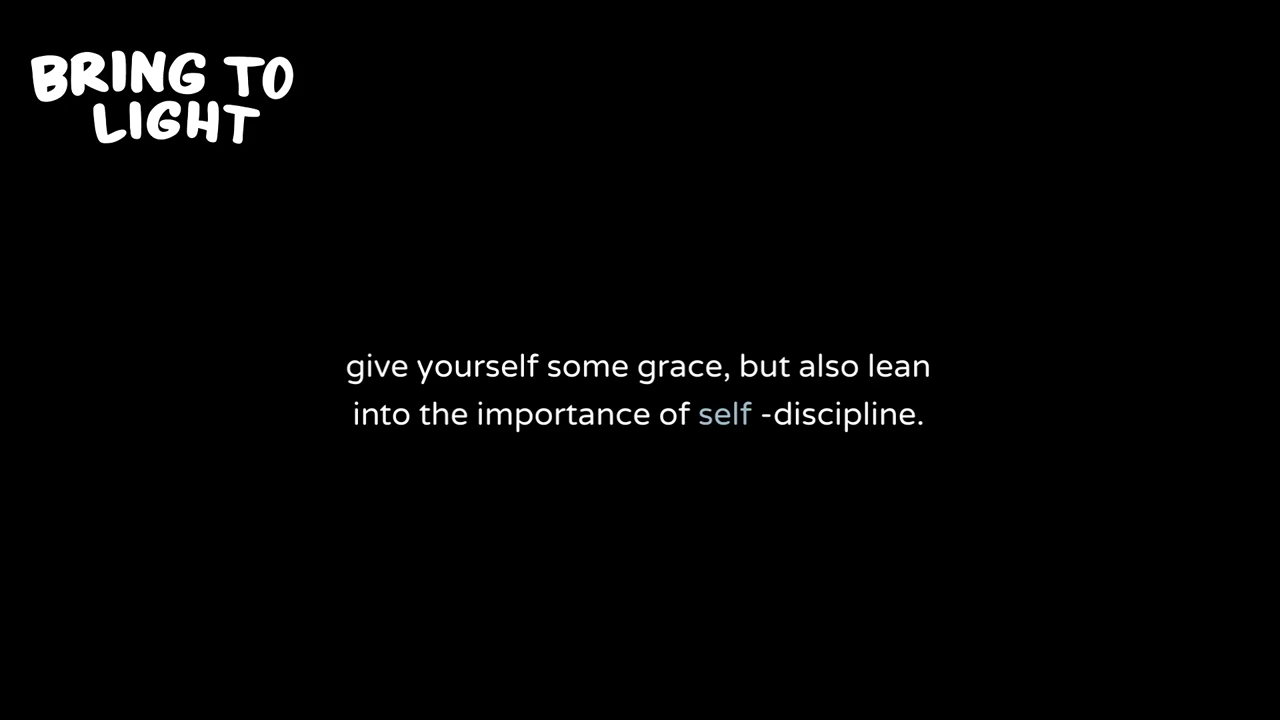 BRING TO
LIGHT
give yourself some grace, but also lean
into the importance of self -discipline.